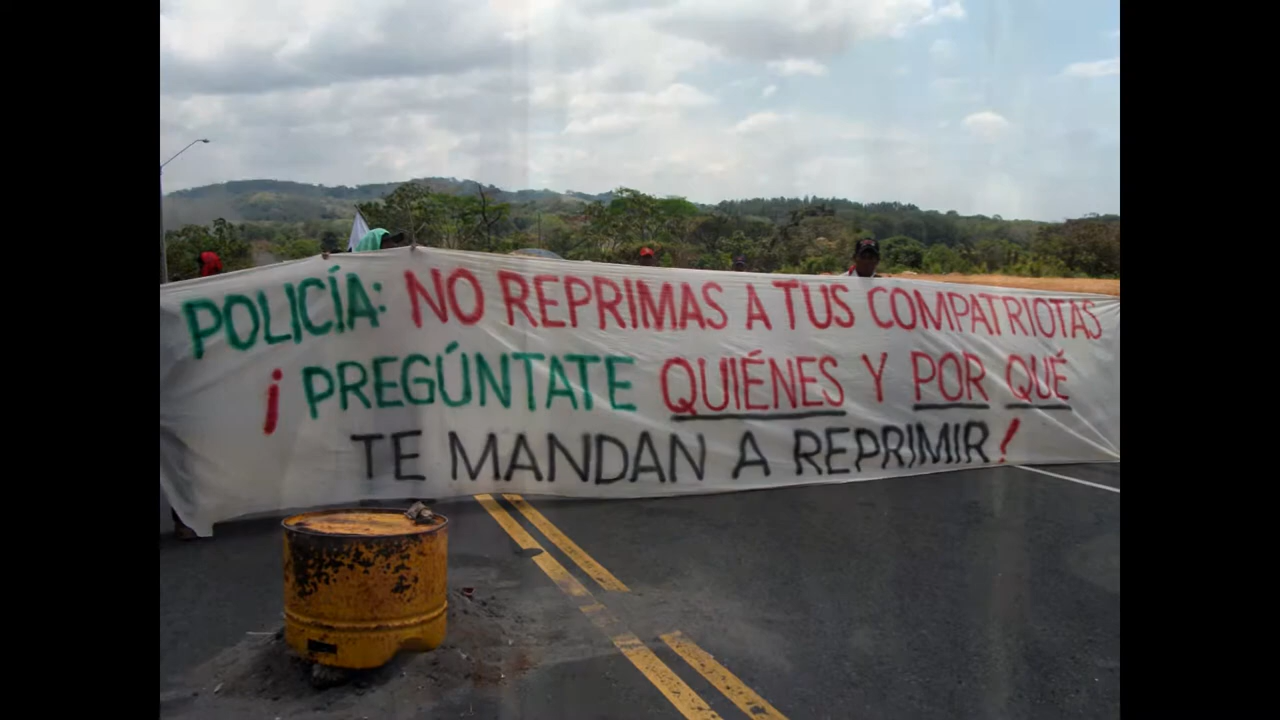 POLICÍA: NO REPRIMAS A TUS COMPATRIOTAS
¡PREGÚNTATE QUIÉNES Y POR QUÉ
TE MANDAN A REPRIMIR!